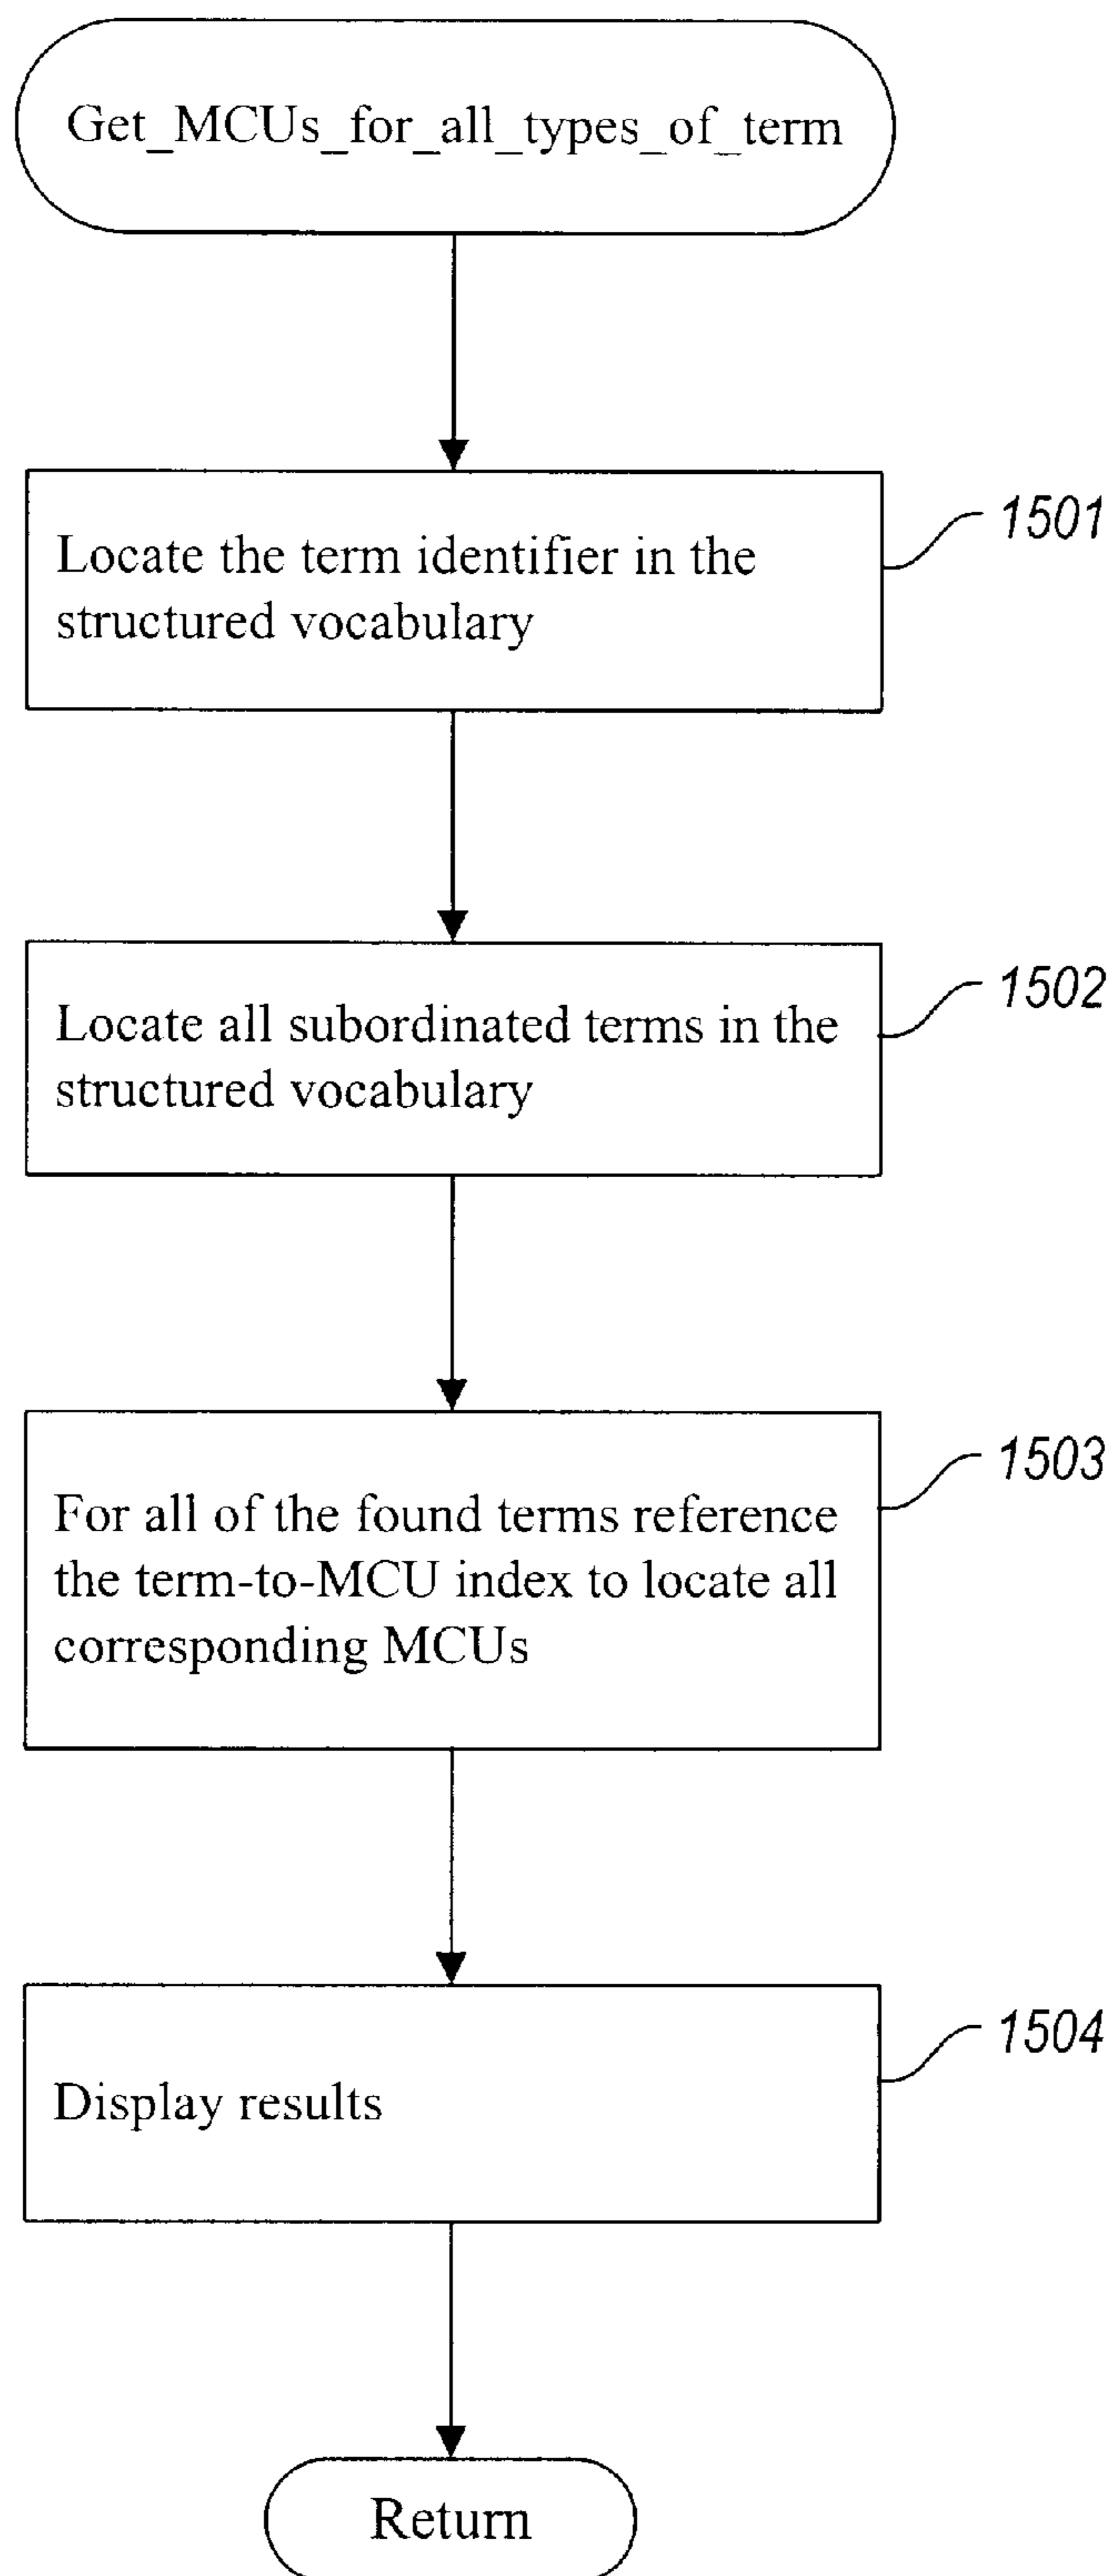 Get_MCUs_for_all_types_of_term
Locate the term identifier in the
structured vocabulary
1501
Locate all subordinated terms in the
structured vocabulary
1502
For all of the found terms reference
the term-to-MCU index to locate all
corresponding MCUs
1503
Display results
1504
Return